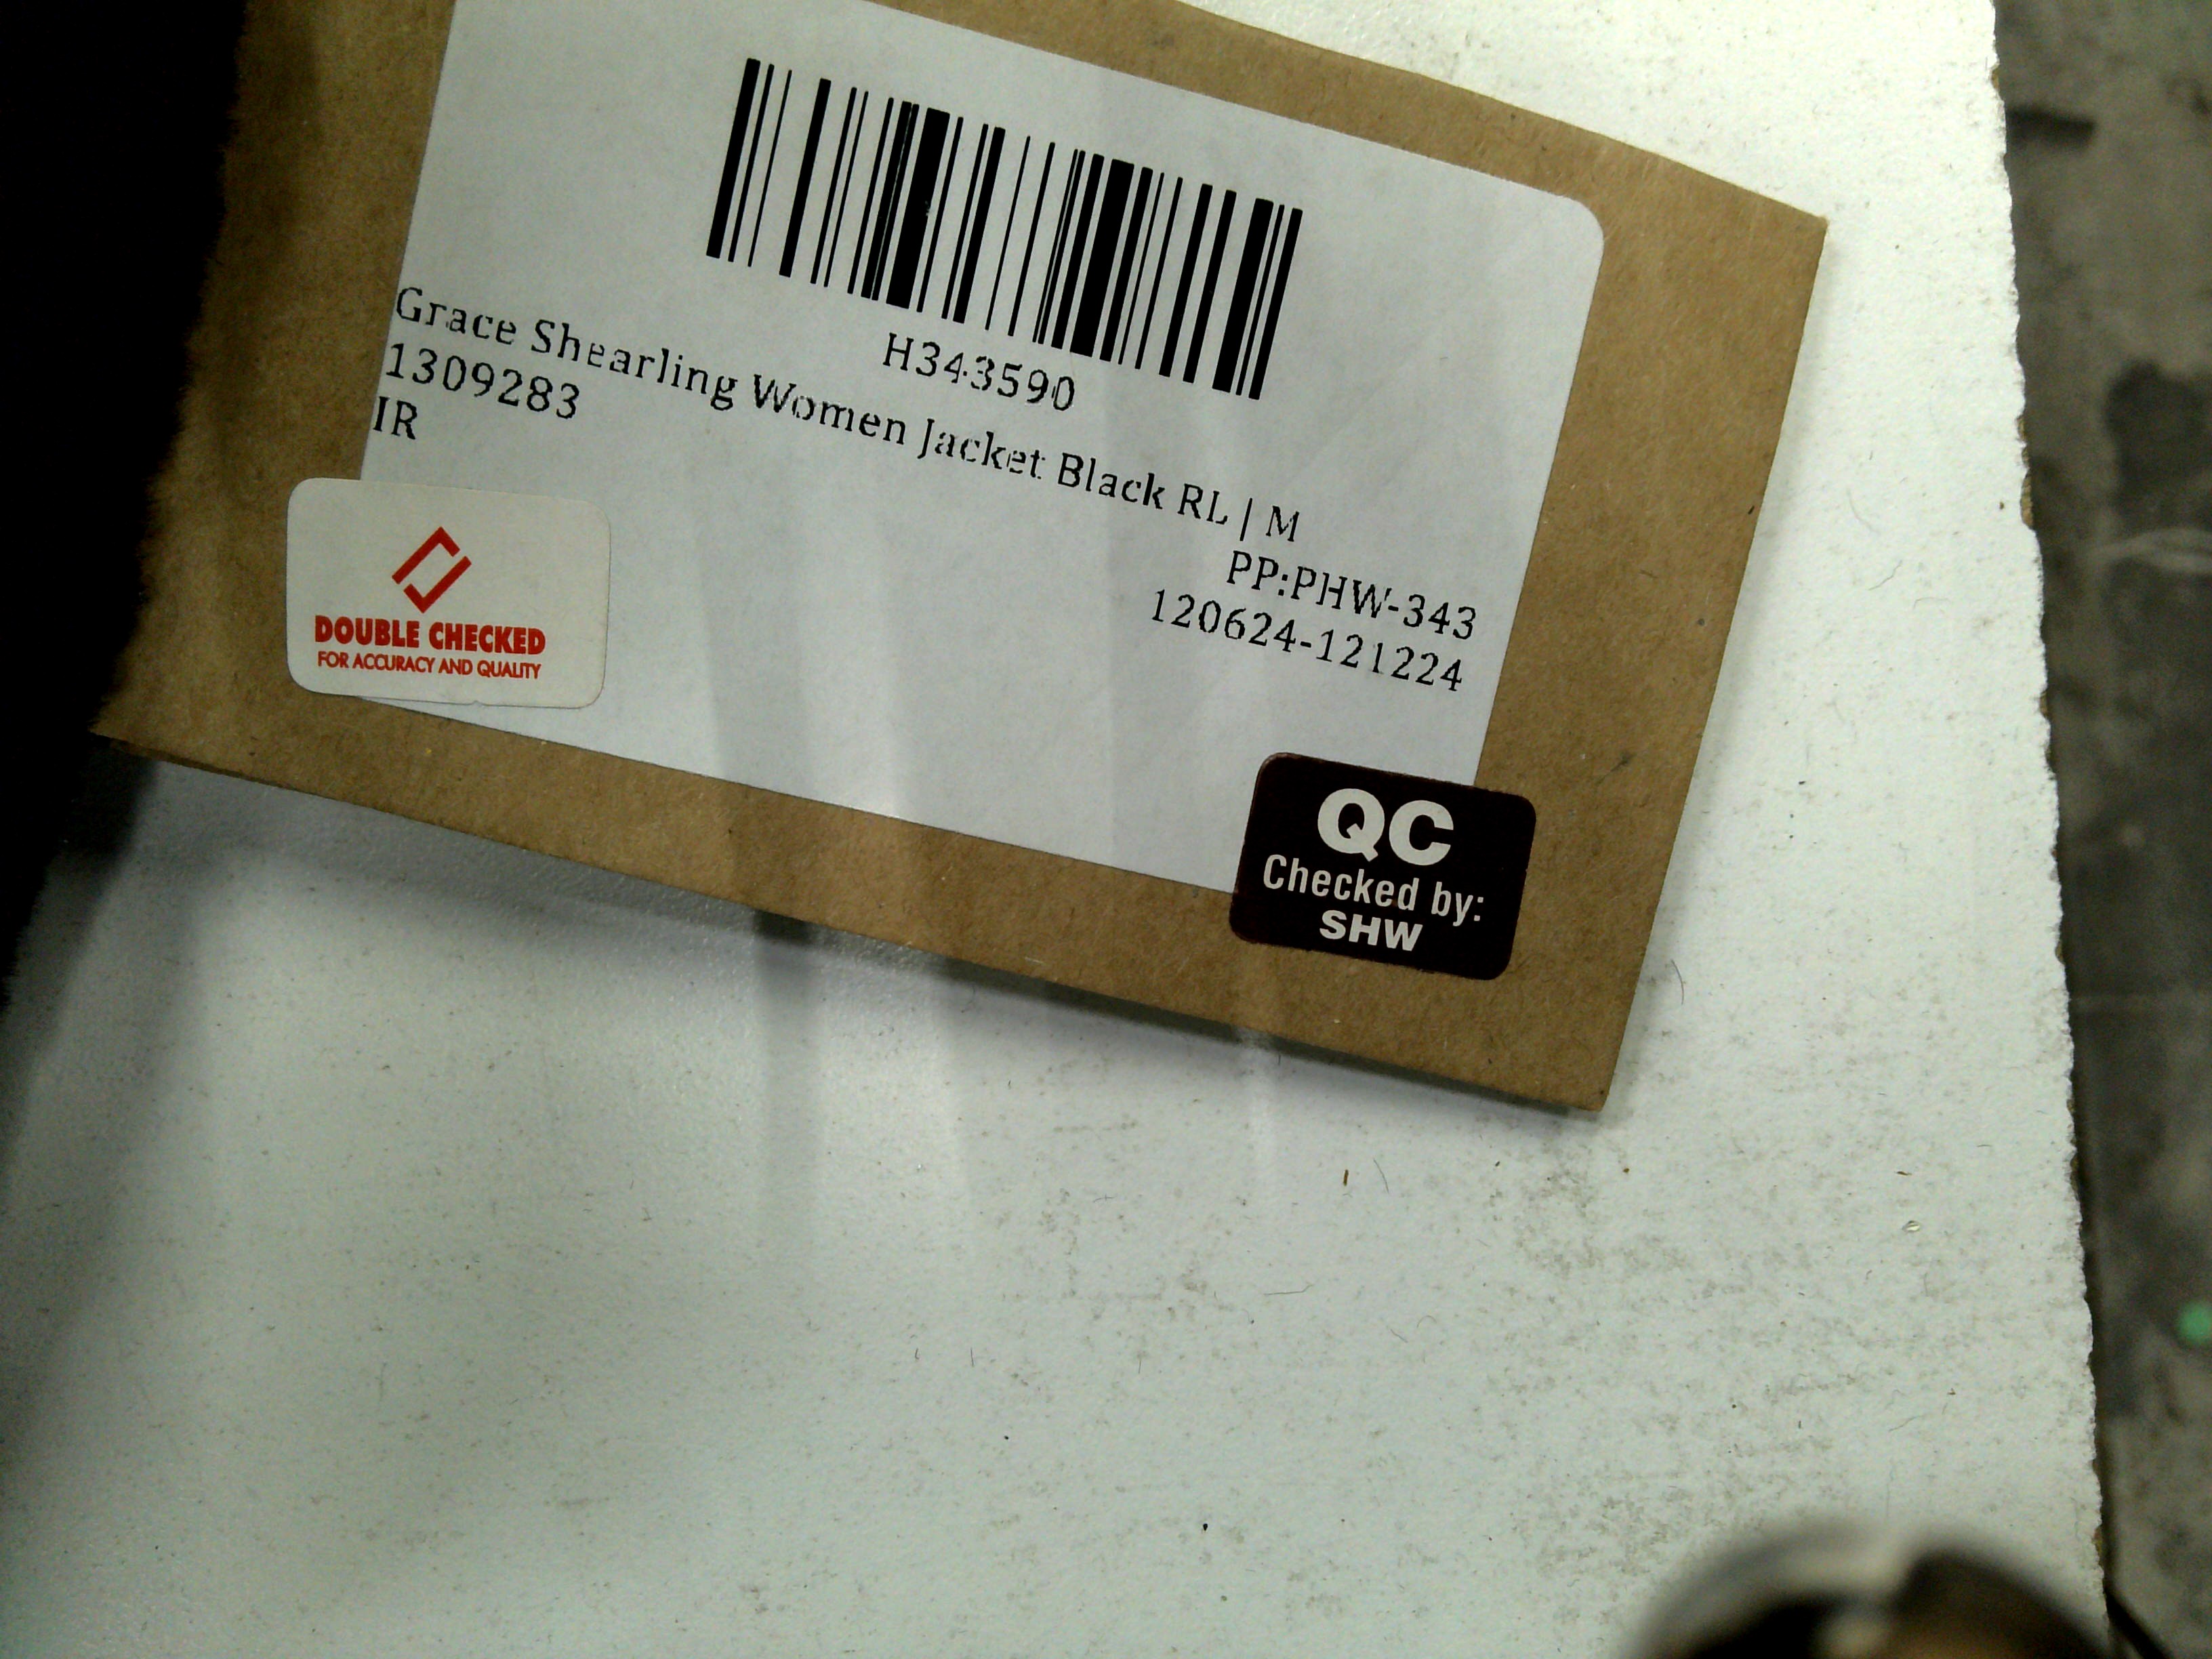 H343590
Grace Shearling Women Jacket Black RL | M
1309283
IR
PP:PHW-343
120624-121224
DOUBLE CHECKED
FOR ACCURACY AND QUALITY
QC
Checked by:
SHW